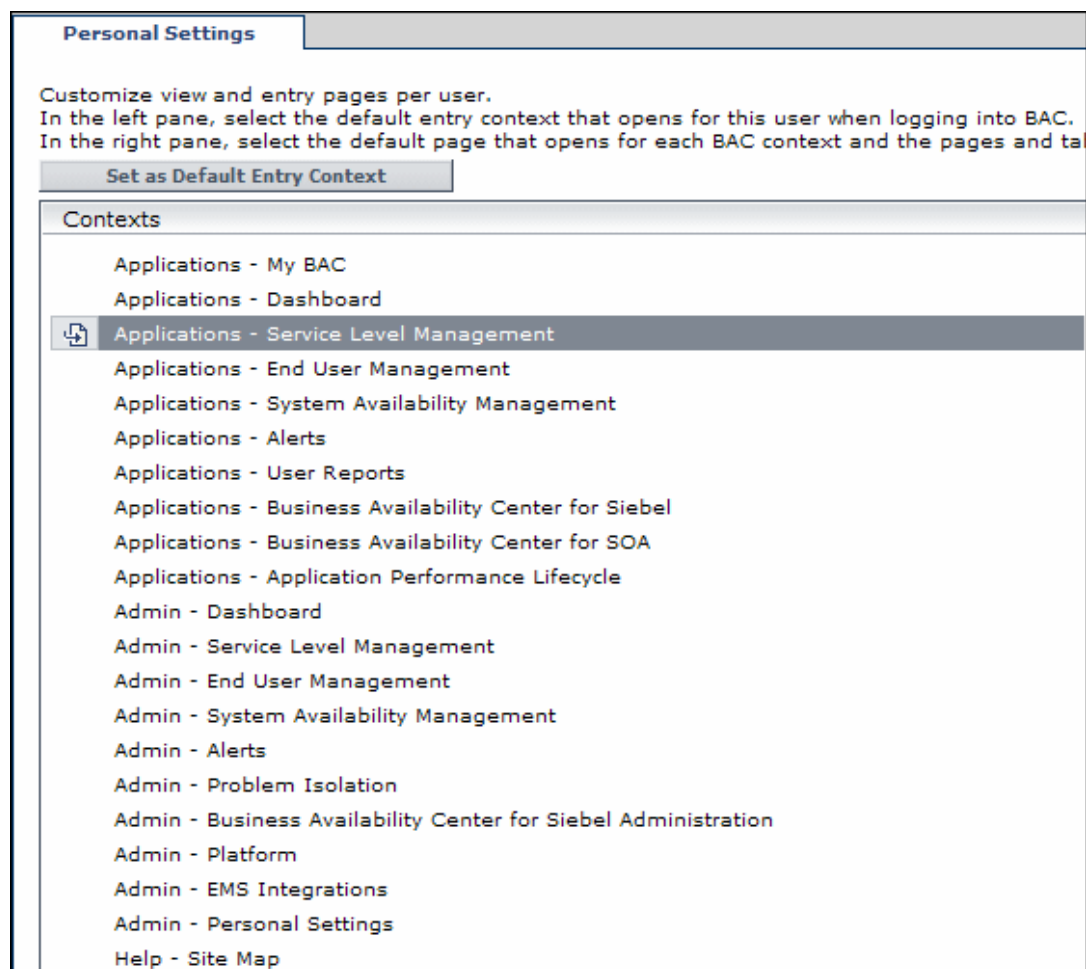 Personal Settings
Customize view and entry pages per user.
In the left pane, select the default entry context that opens for this user when logging into BAC.
In the right pane, select the default page that opens for each BAC context and the pages and
Set as Default Entry Context
Contexts
Applications - My BAC
Applications - Dashboard
Applications - Service Level Management
Applications - End User Management
Applications - System Availability Management
Applications - Alerts
Applications - User Reports
Applications - Business Availability Center for Siebel
Applications - Business Availability Center for SOA
Applications - Application Performance Lifecycle
Admin - Dashboard
Admin - Service Level Management
Admin - End User Management
Admin - System Availability Management
Admin - Alerts
Admin - Problem Isolation
Admin - Business Availability Center for Siebel Administration
Admin - Platform
Admin - EMS Integrations
Admin - Personal Settings
Help - Site Map